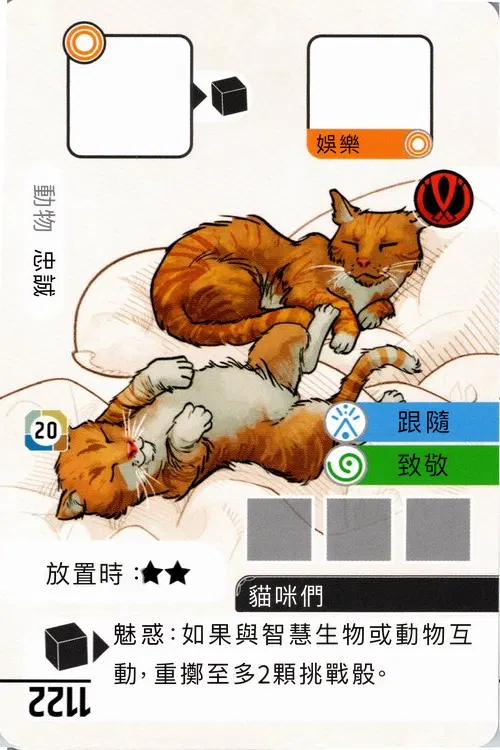 娛樂
動物 忠誠
20
跟隨
致敬
放置時：★★
貓咪們
魅惑：如果與智慧生物或動物互
動，重擲至多2顆挑戰骰。
1122